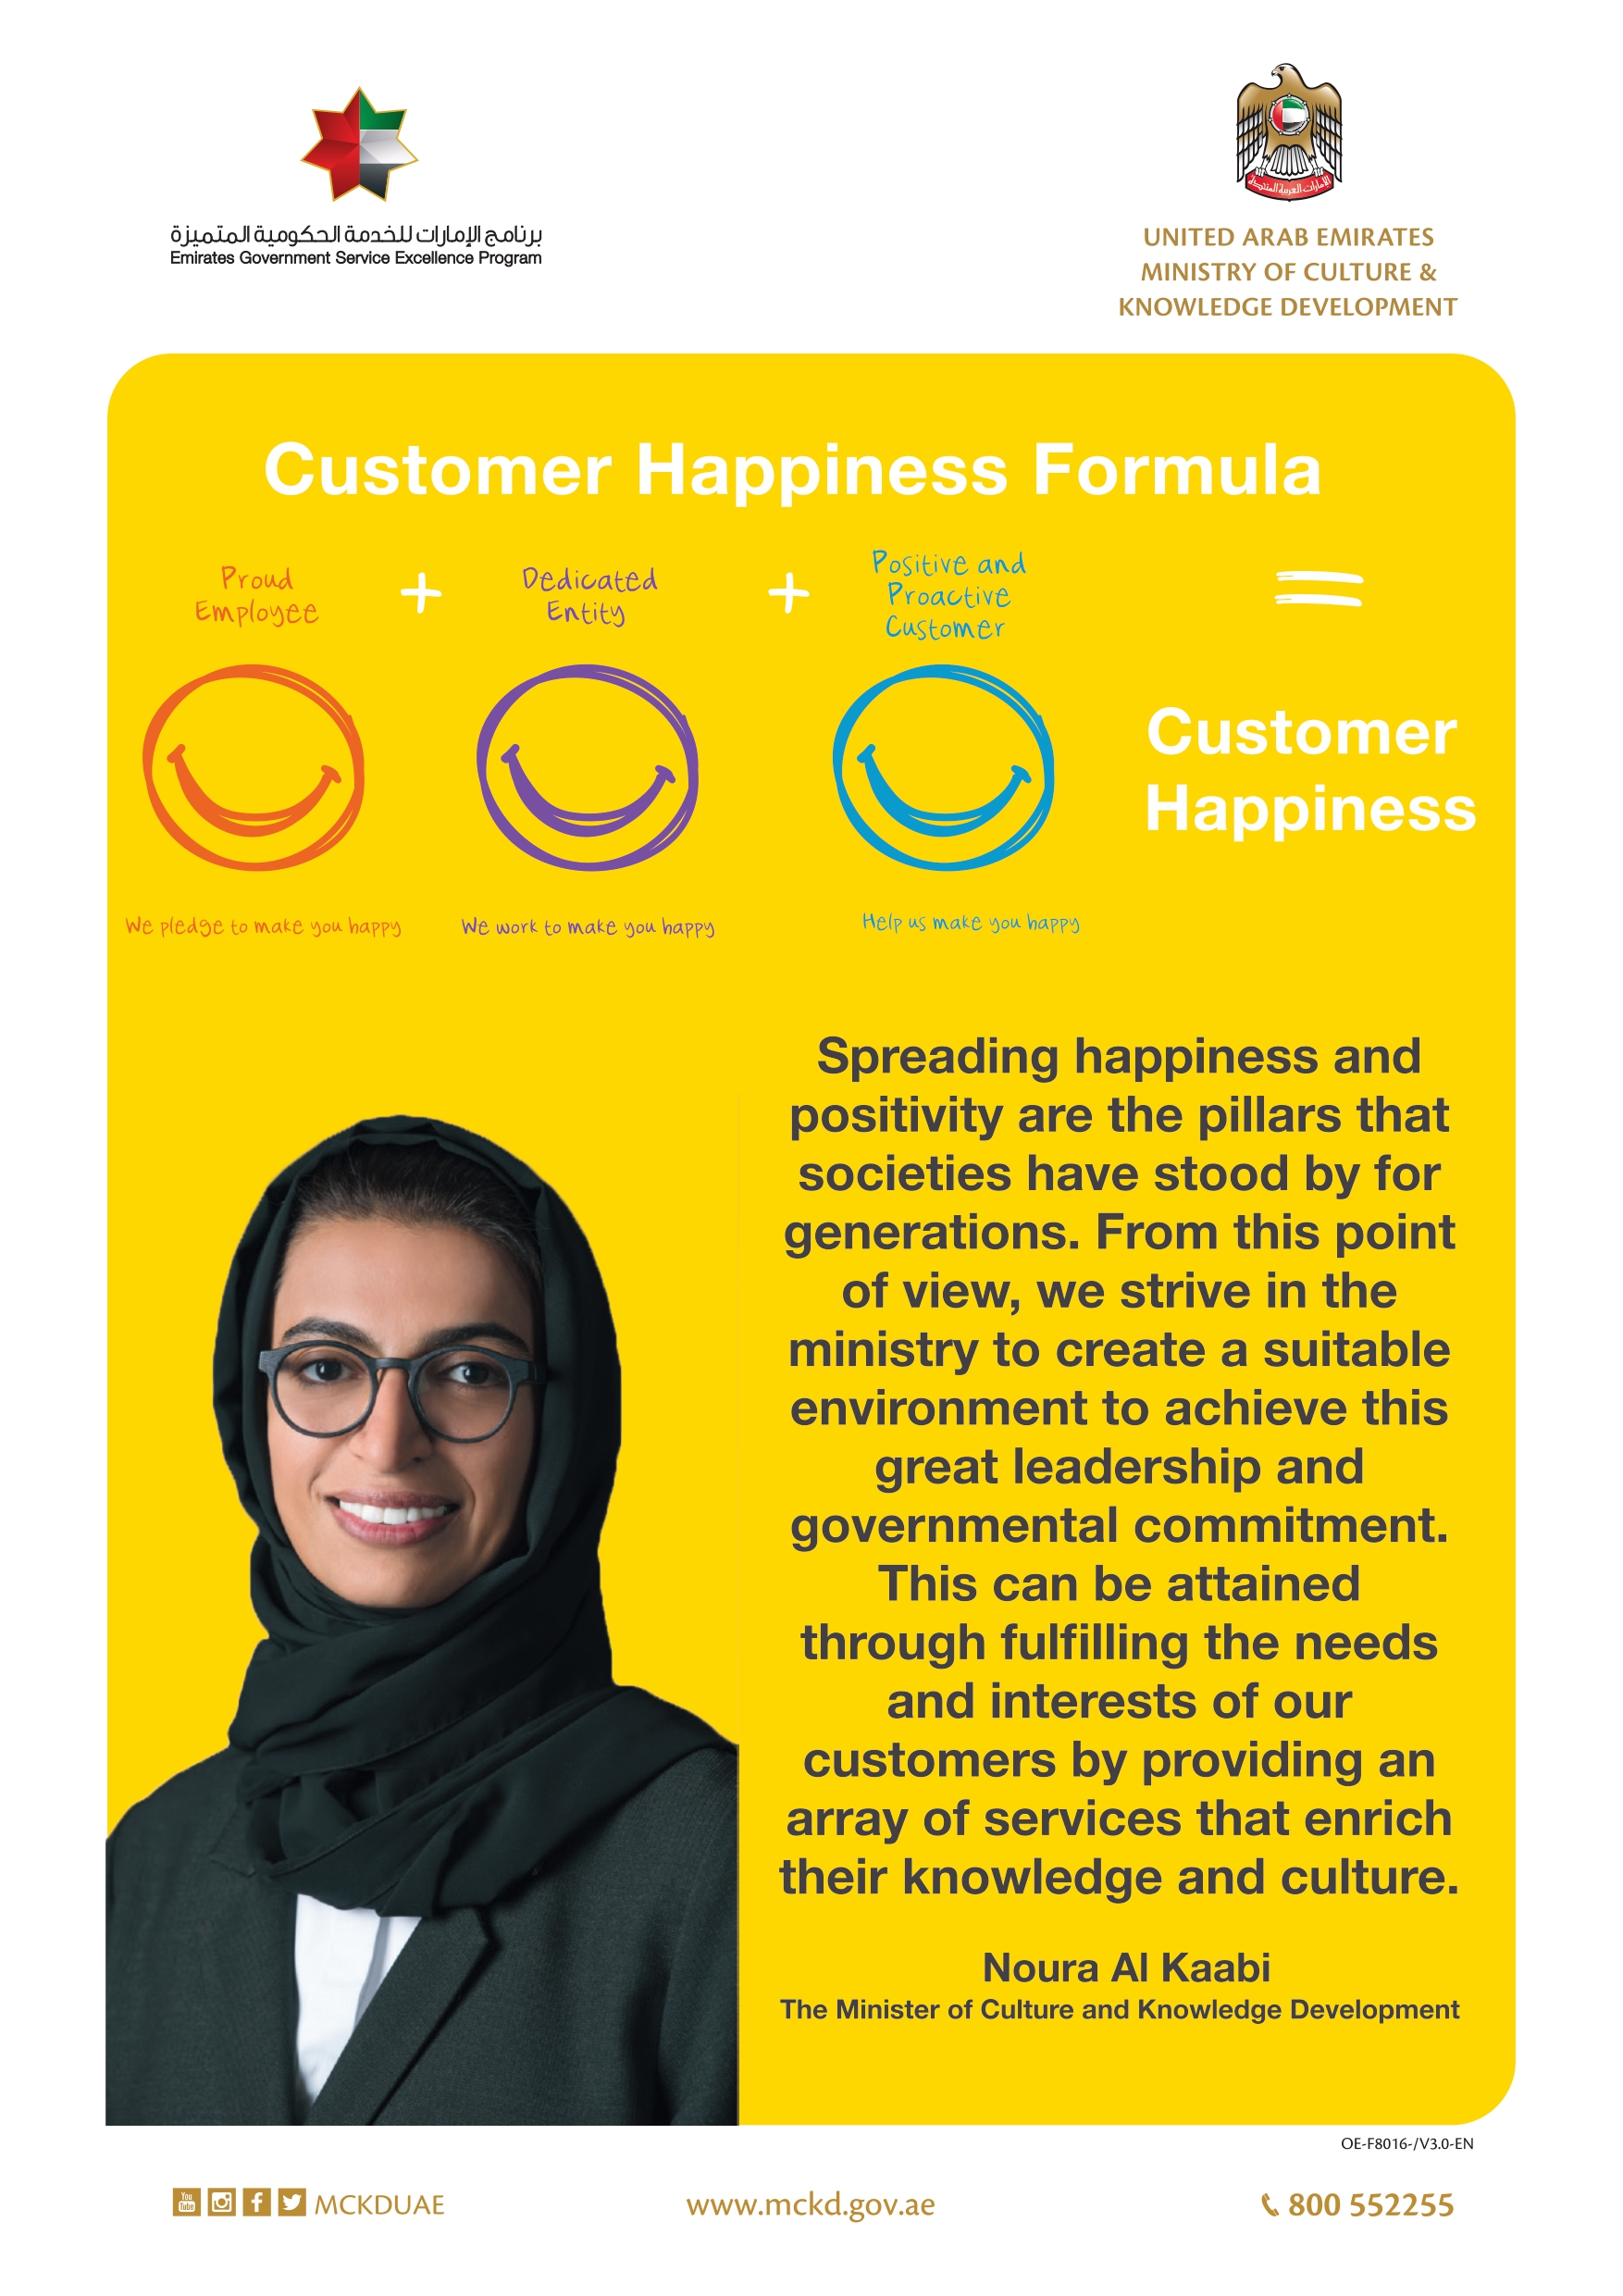 برنامج الإمارات للخدمة الحكومية المتميزة
Emirates Government Service Excellence Program
الإمارات العربية المتحدة
UNITED ARAB EMIRATES
MINISTRY OF CULTURE &
KNOWLEDGE DEVELOPMENT
Customer Happiness Formula
Proud
Employee
+
Dedicated
Entity
+
Positive and
Proactive
Customer
=
We pledge to make you happy
We work to make you happy
Help us make you happy
Customer
Happiness
Spreading happiness and
positivity are the pillars that
societies have stood by for
generations. From this point
of view, we strive in the
ministry to create a suitable
environment to achieve this
great leadership and
governmental commitment.
This can be attained
through fulfilling the needs
and interests of our
customers by providing an
array of services that enrich
their knowledge and culture.
Noura Al Kaabi
The Minister of Culture and Knowledge Development
OE-F8016-/V3.0-EN
You
Tube
MCKDUAE
www.mckd.gov.ae
800 552255